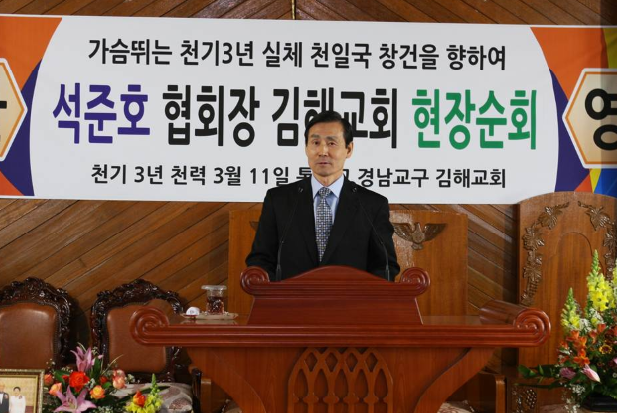 가슴뛰는 천기3년 실체 천일국 창건을 향하여
석준호 협회장 김해교회 현장순회
영
천기 3년 천력 3월 11일 경남교구 김해교회